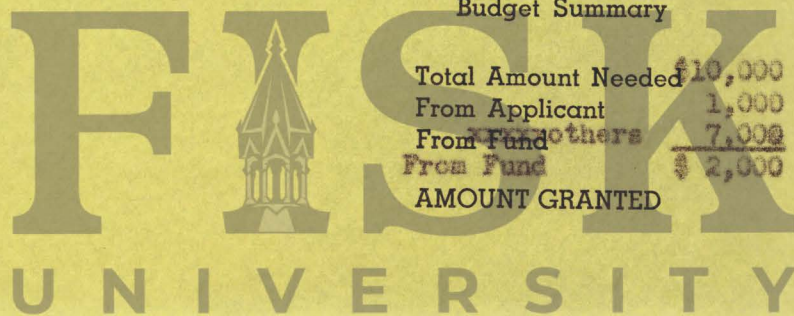 Budget Summary
Total Amount Needed $10,000
From Applicant 1,000
From Fund xxxxx others 7,000
From Fund $ 2,000
AMOUNT GRANTED
FISK
UNIVERSITY